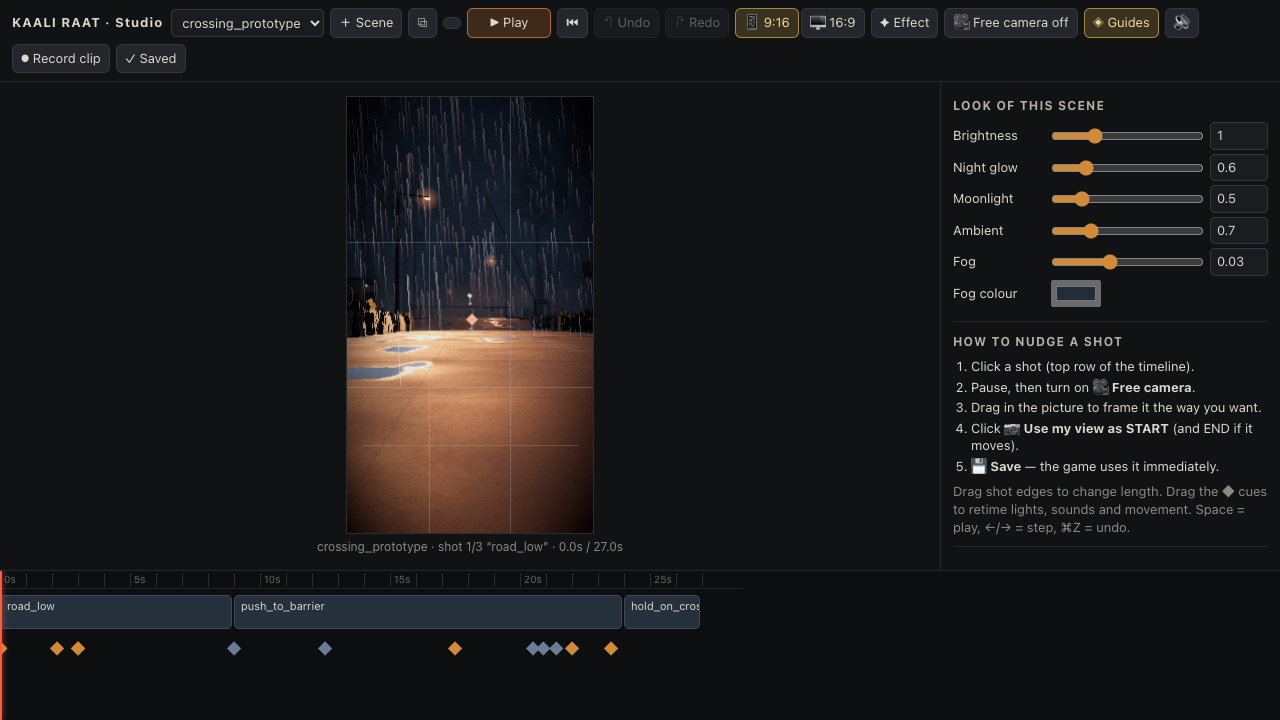 KAALI RAAT · Studio crossing_prototype + Scene ▶ Play Undo Redo 9:16 16:9 ✦ Effect Free camera off ◈ Guides
● Record clip ✓ Saved
LOOK OF THIS SCENE
Brightness 1
Night glow 0.6
Moonlight 0.5
Ambient 0.7
Fog 0.03
Fog colour
HOW TO NUDGE A SHOT
1. Click a shot (top row of the timeline).
2. Pause, then turn on 🎥 Free camera.
3. Drag in the picture to frame it the way you want.
4. Click 📷 Use my view as START (and END if it
moves).
5. 💾 Save — the game uses it immediately.
Drag shot edges to change length. Drag the ◆ cues
to retime lights, sounds and movement. Space =
play, ←/→ = step, ⌘Z = undo.
crossing_prototype · shot 1/3 “road_low” · 0.0s / 27.0s
0s 5s 10s 15s 20s 25s
road_low push_to_barrier hold_on_cros